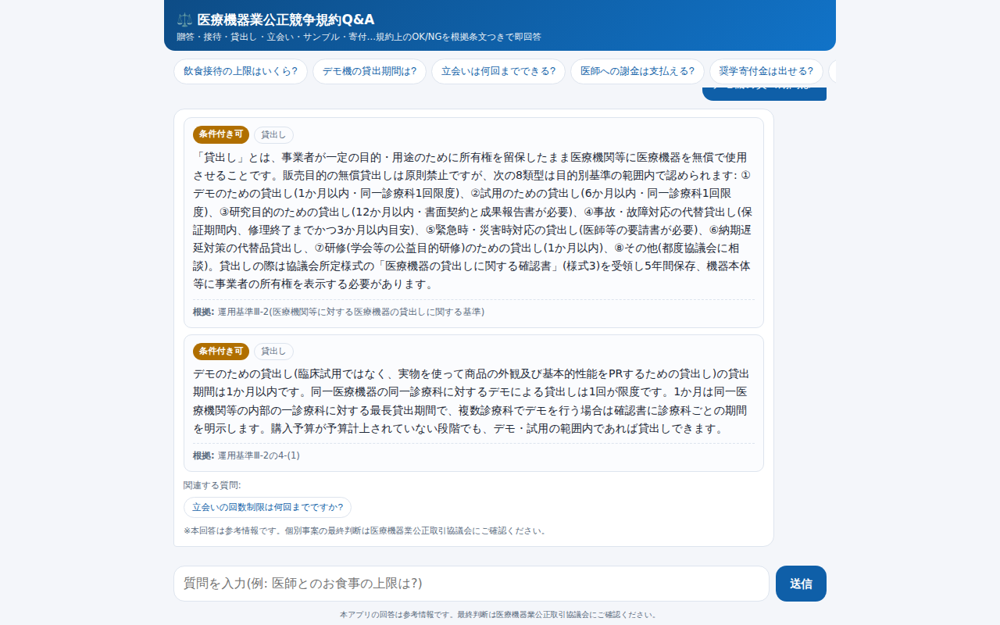 ⚖️ 医療機器業公正競争規約Q&A
贈答・接待・貸出し・立会い・サンプル・寄付…規約上のOK/NGを根拠条文つきで即回答
飲食接待の上限はいくら?
デモ機の貸出期間は?
立会いは何回までできる?
医師への謝金は支払える?
奨学寄付金は出せる?
条件付き可 貸出し
「貸出し」とは、事業者が一定の目的・用途のために所有権を留保したまま医療機関等に医療機器を無償で使用
させることです。販売目的の無償貸出しは原則禁止ですが、次の8類型は目的別基準の範囲内で認められます: ①
デモのための貸出し(1か月以内・同一診療科1回限度)、②試用のための貸出し(6か月以内・同一診療科1回限
度)、③研究目的のための貸出し(12か月以内・書面契約と成果報告書が必要)、④事故・故障対応の代替貸出し(保
証期間内、修理終了までかつ3か月以内目安)、⑤緊急時・災害時対応の貸出し(医師等の要請書が必要)、⑥納期遅
延対策の代替品貸出し、⑦研修(学会等の公益目的研修)のための貸出し(1か月以内)、⑧その他(都度協議会に相
談)。貸出しの際は協議会所定様式の「医療機器の貸出しに関する確認書」(様式3)を受領し5年間保存、機器本体
等に事業者の所有権を表示する必要があります。
根拠: 運用基準Ⅲ-2(医療機関等に対する医療機器の貸出しに関する基準)
条件付き可 貸出し
デモのための貸出し(臨床試用ではなく、実物を使って商品の外観及び基本的性能をPRするための貸出し)の貸出
期間は1か月以内です。同一医療機器の同一診療科に対するデモによる貸出しは1回が限度です。1か月は同一医
療機関等の内部の一診療科に対する最長貸出期間で、複数診療科でデモを行う場合は確認書に診療科ごとの期間
を明示します。購入予算が予算計上されていない段階でも、デモ・試用の範囲内であれば貸出しできます。
根拠: 運用基準Ⅲ-2の4-(1)
関連する質問:
立会いの回数制限は何回までですか?
※本回答は参考情報です。個別事案の最終判断は医療機器業公正取引協議会にご確認ください。
質問を入力(例: 医師とのお食事の上限は?)
送信
本アプリの回答は参考情報です。最終判断は医療機器業公正取引協議会にご確認ください。